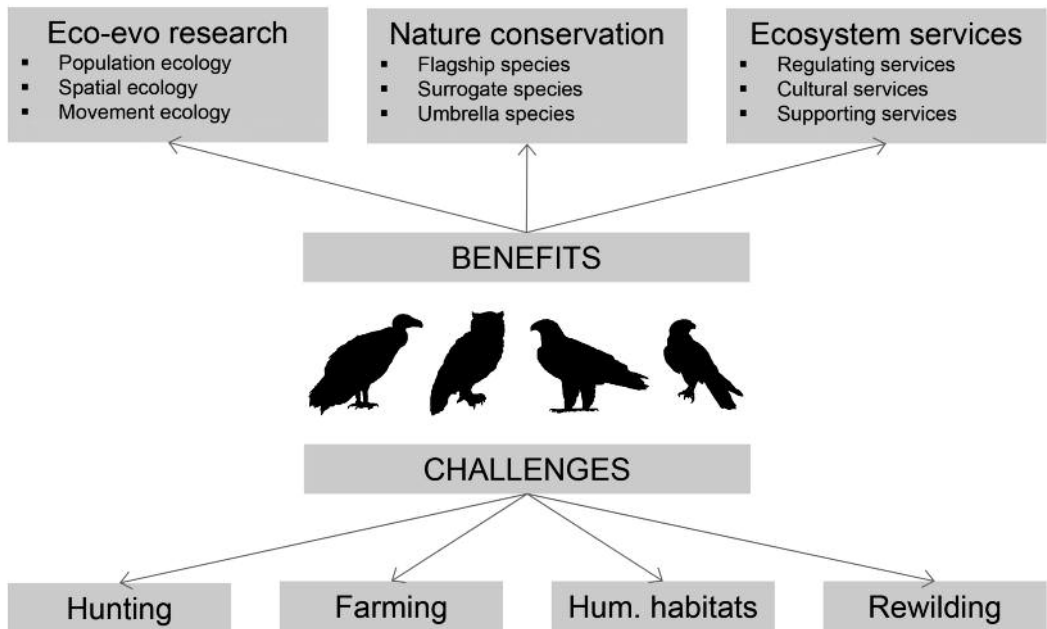 Eco-evo research
▪ Population ecology
▪ Spatial ecology
▪ Movement ecology
Nature conservation
▪ Flagship species
▪ Surrogate species
▪ Umbrella species
Ecosystem services
▪ Regulating services
▪ Cultural services
▪ Supporting services
BENEFITS
CHALLENGES
Hunting
Farming
Hum. habitats
Rewilding